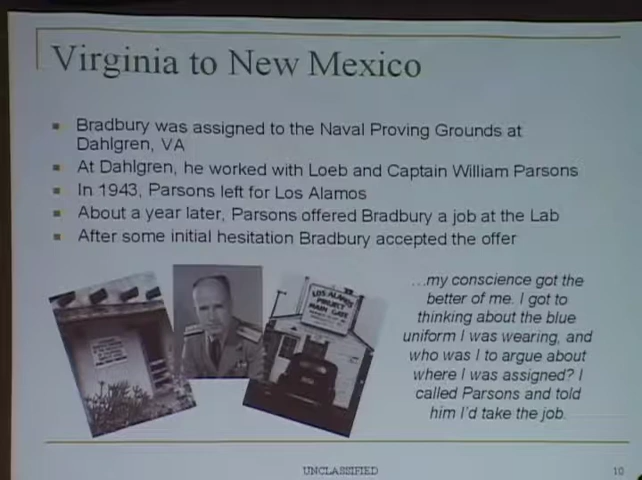 Virginia to New Mexico
Bradbury was assigned to the Naval Proving Grounds at
Dahlgren, VA
At Dahlgren, he worked with Loeb and Captain William Parsons
In 1943, Parsons left for Los Alamos
About a year later, Parsons offered Bradbury a job at the Lab
After some initial hesitation Bradbury accepted the offer
…my conscience got the
better of me. I got to
thinking about the blue
uniform I was wearing, and
who was I to argue about
where I was assigned? I
called Parsons and told
him I'd take the job.
LOS ALAMOS
PROJECT
MAIN GATE
UNCLASSIFIED
10